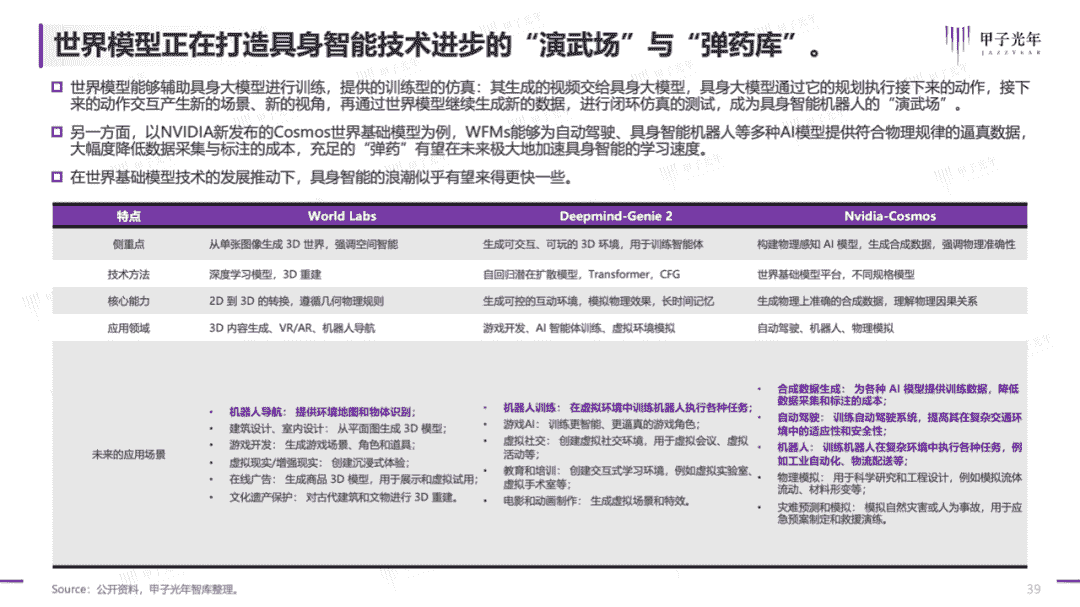 世界模型正在打造具身智能技术进步的“演武场”与“弹药库”。
甲子光年
JAZZYEAR
世界模型能够辅助具身大模型进行训练，提供的训练型的仿真：其生成的视频交给具身大模型，具身大模型通过它的规划执行接下来的动作，接下
来的动作交互产生新的场景、新的视角，再通过世界模型继续生成新的数据，进行闭环仿真的测试，成为具身智能机器人的“演武场”。
另一方面，以NVIDIA新发布的Cosmos世界基础模型为例，WFMs能够为自动驾驶、具身智能机器人等多种AI模型提供符合物理规律的逼真数据，
大幅度降低数据采集与标注的成本，充足的“弹药”有望在未来极大地加速具身智能的学习速度。
在世界基础模型技术的发展推动下，具身智能的浪潮似乎有望来得更快一些。
特点 World Labs Deepmind-Genie 2 Nvidia-Cosmos
侧重点 从单张图像生成 3D 世界，强调空间智能 生成可交互、可玩的 3D 环境，用于训练智能体 构建物理感知 AI 模型，生成合成数据，强调物理准确性
技术方法 深度学习模型，3D 重建 自回归潜在扩散模型，Transformer，CFG 世界基础模型平台，不同规格模型
核心能力 2D 到 3D 的转换，遵循几何物理规则 生成可控的互动环境，模拟物理效果，长时间记忆 生成物理上准确的合成数据，理解物理因果关系
应用领域 3D 内容生成、VR/AR、机器人导航 游戏开发、AI 智能体训练、虚拟环境模拟 自动驾驶、机器人、物理模拟
未来的应用场景
• 机器人导航： 提供环境地图和物体识别；
• 建筑设计、室内设计： 从平面图生成 3D 模型；
• 游戏开发： 生成游戏场景、角色和道具；
• 虚拟现实/增强现实： 创建沉浸式体验；
• 在线广告： 生成商品 3D 模型，用于展示和虚拟试用；
• 文化遗产保护： 对古代建筑和文物进行 3D 重建。
• 机器人训练： 在虚拟环境中训练机器人执行各种任务；
• 游戏AI： 训练更智能、更逼真的游戏角色；
• 虚拟社交： 创建虚拟社交环境，用于虚拟会议、虚拟
活动等；
• 教育和培训： 创建交互式学习环境，例如虚拟实验室、
虚拟手术室等；
• 电影和动画制作： 生成虚拟场景和特效。
• 合成数据生成： 为各种 AI 模型提供训练数据，降低
数据采集和标注的成本；
• 自动驾驶： 训练自动驾驶系统，提高其在复杂交通环
境中的适应性和安全性；
• 机器人： 训练机器人在复杂环境中执行各种任务，例
如工业自动化、物流配送等；
• 物理模拟： 用于科学研究和工程设计，例如模拟流体
流动、材料形变等；
• 灾难预测和模拟： 模拟自然灾害或人为事故，用于应
急预案制定和救援演练。
Source：公开资料，甲子光年智库整理。
39